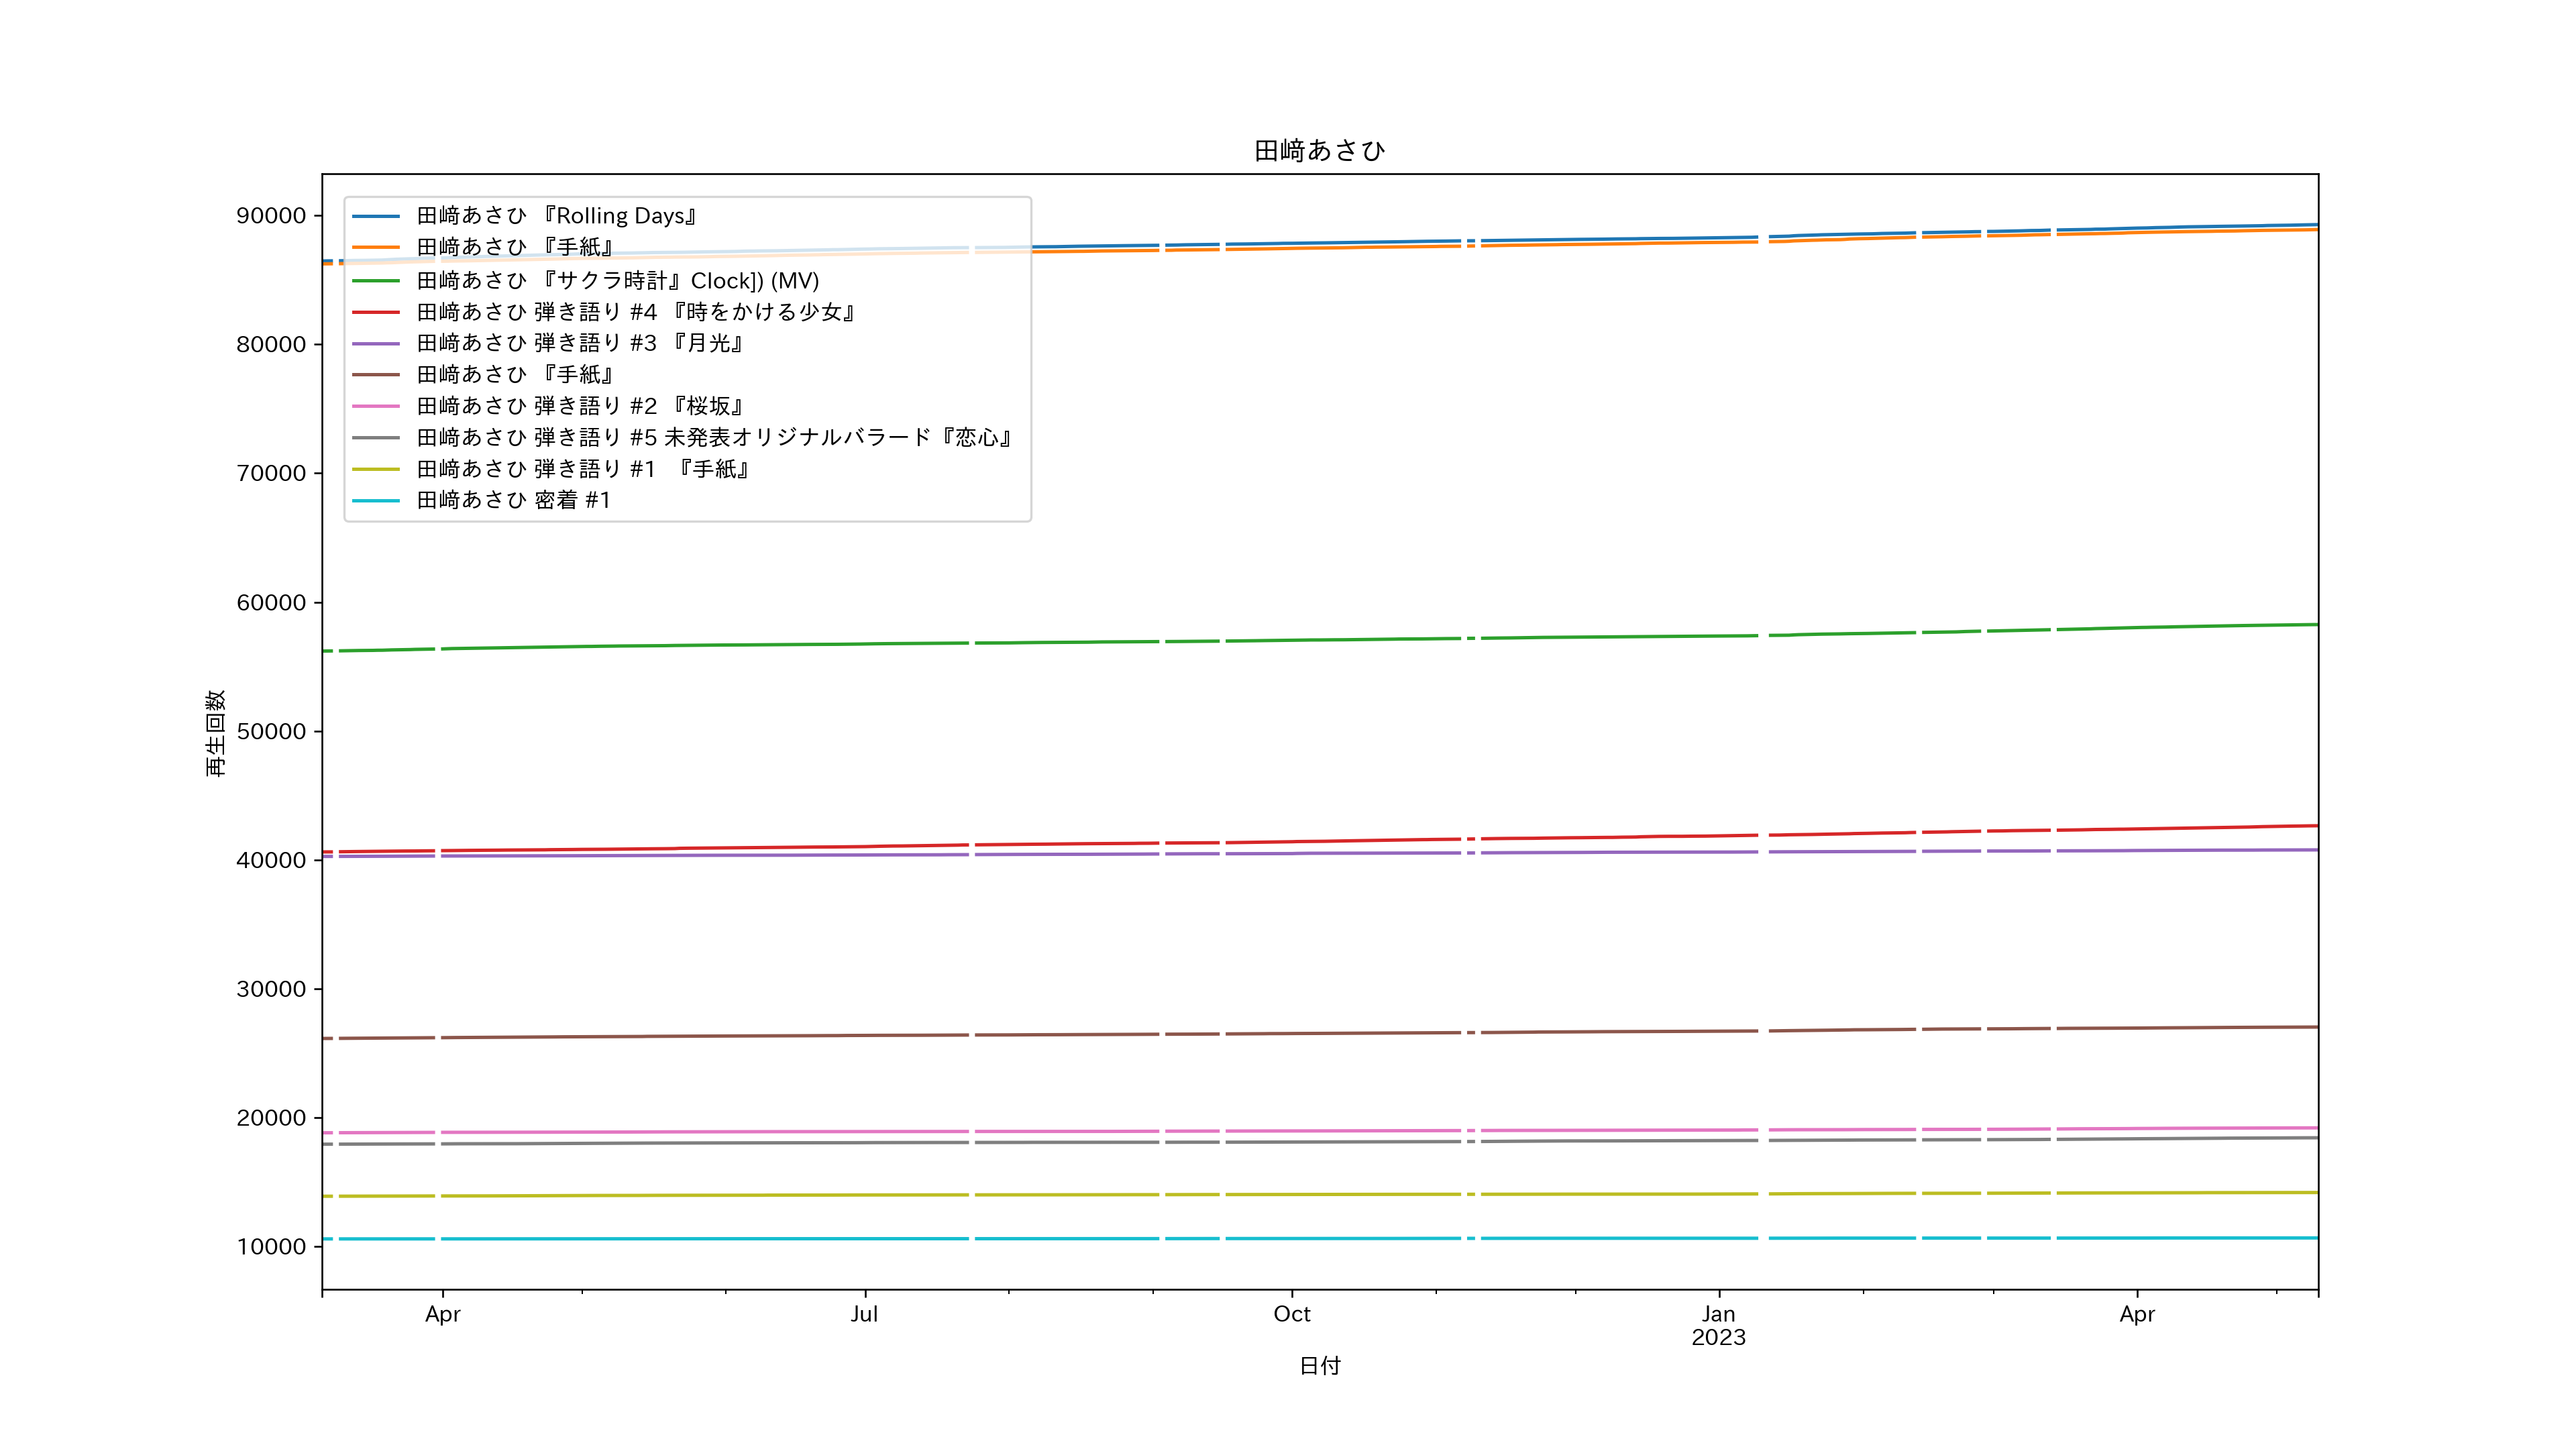 田﨑あさひ
90000
80000
70000
60000
50000
40000
30000
20000
10000
再生回数
田﨑あさひ 『Rolling Days』
田﨑あさひ 『手紙』
田﨑あさひ 『サクラ時計』Clock]) (MV)
田﨑あさひ 弾き語り #4 『時をかける少女』
田﨑あさひ 弾き語り #3 『月光』
田﨑あさひ 『手紙』
田﨑あさひ 弾き語り #2 『桜坂』
田﨑あさひ 弾き語り #5 未発表オリジナルバラード『恋心』
田﨑あさひ 弾き語り #1 『手紙』
田﨑あさひ 密着 #1
Apr Jul Oct Jan Apr
2023
日付